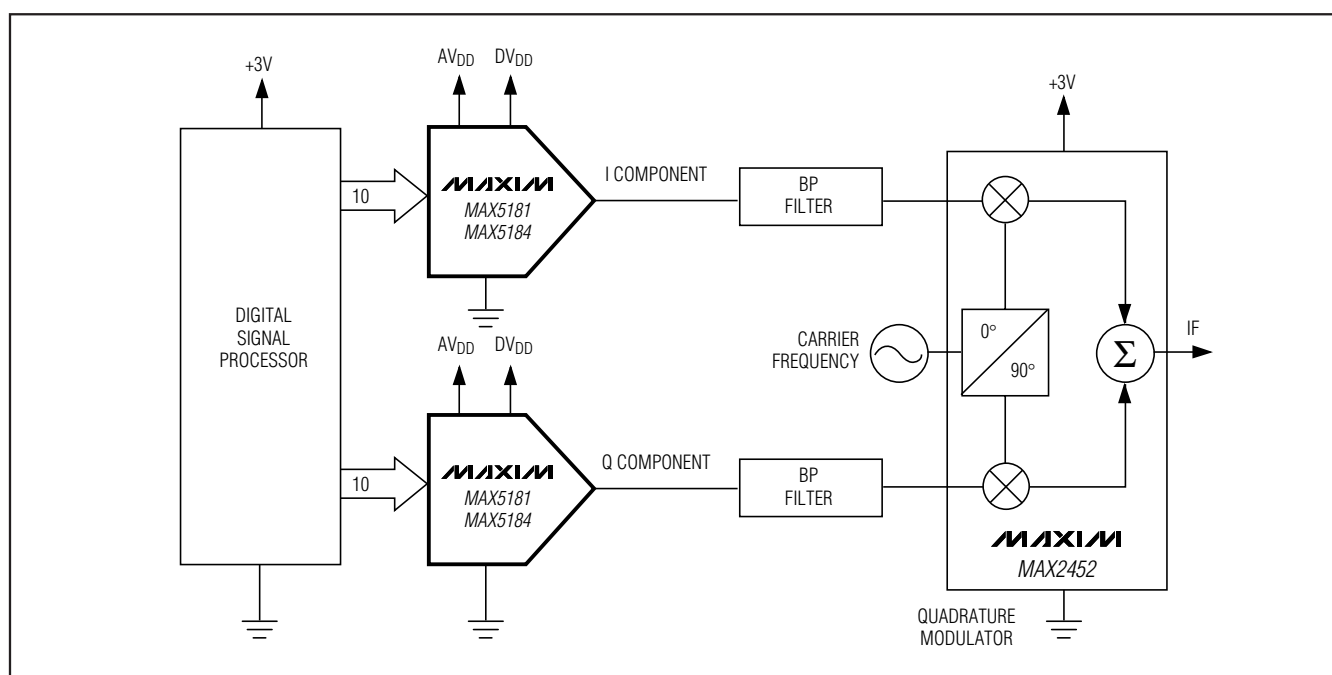 +3V
AVDD
DVDD
+3V
10
MAXIM
MAX5181
MAX5184
I COMPONENT
BP
FILTER
DIGITAL
SIGNAL
PROCESSOR
AVDD
DVDD
CARRIER
FREQUENCY
0°
90°
Σ
IF
10
MAXIM
MAX5181
MAX5184
Q COMPONENT
BP
FILTER
MAXIM
MAX2452
QUADRATURE
MODULATOR